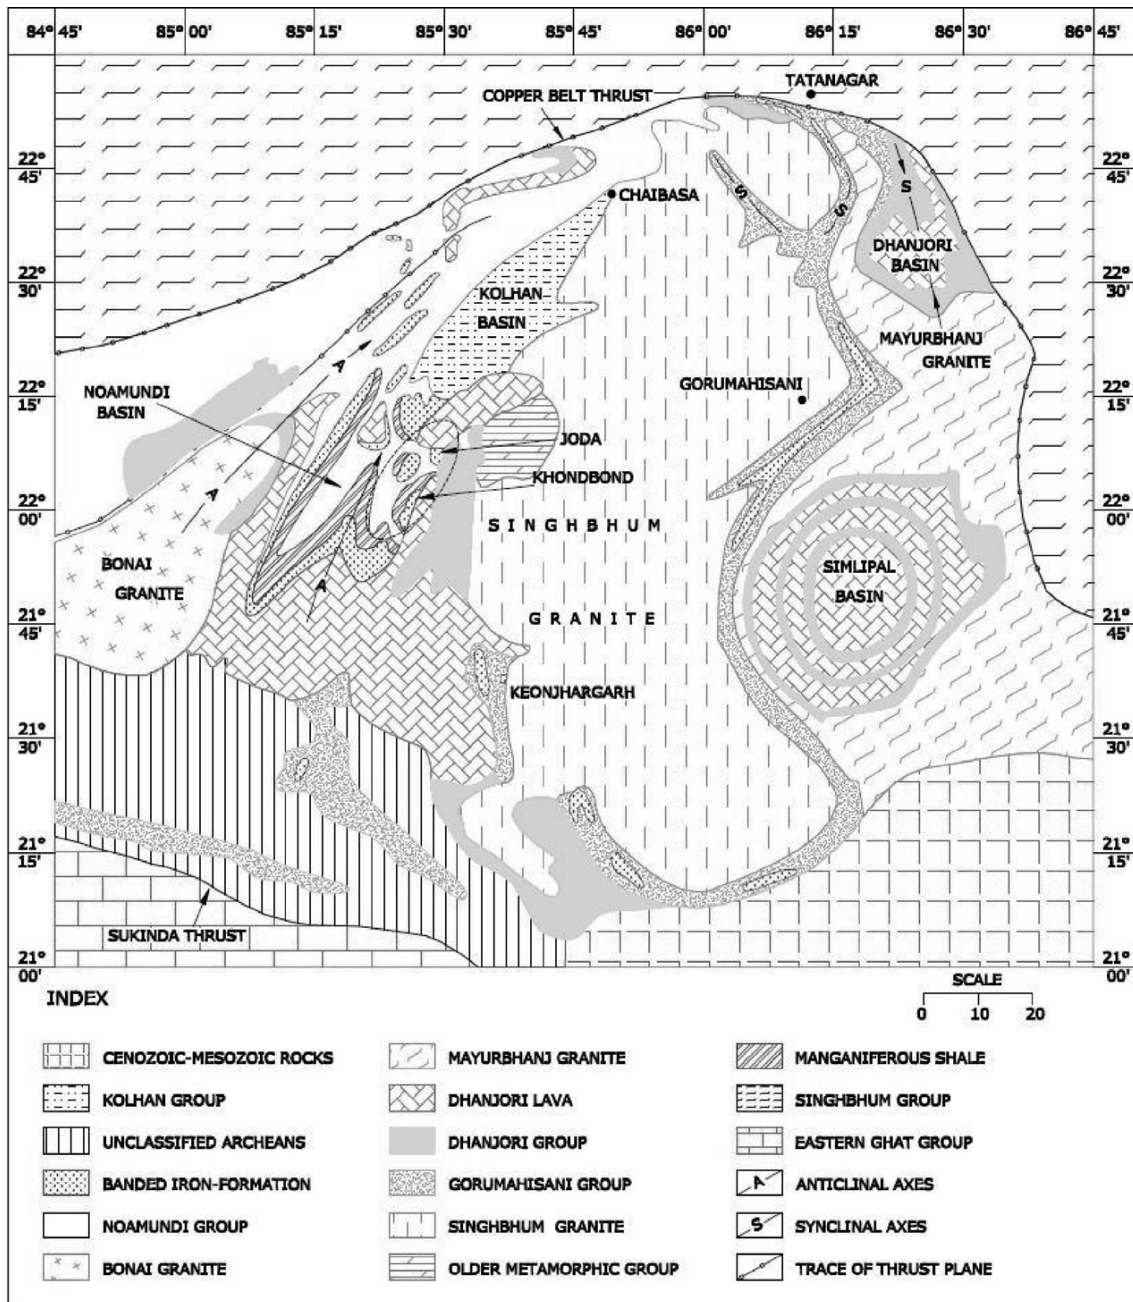 84° 45'
85° 00'
85° 15'
85° 30'
85° 45'
86° 00'
86° 15'
86° 30'
86° 45'
TATANAGAR
COPPER BELT THRUST
22° 45'
22° 45'
S
S
S
CHAIBASA
DHANJORI
BASIN
22° 30'
22° 30'
KOLHAN
BASIN
MAYURBHANJ
GRANITE
A
NOAMUNDI
BASIN
GORUMAHISANI
22° 15'
22° 15'
JODA
KHONDBOND
A
22° 00'
22° 00'
SINGHBHUM
BONAI
GRANITE
SIMLIPAL
BASIN
A
GRANITE
21° 45'
21° 45'
KEONJHARGARH
21° 30'
21° 30'
21° 15'
21° 15'
SUKINDA THRUST
21° 00'
21° 00'
INDEX
SCALE
0 10 20
CENOZOIC-MESOZOIC ROCKS
KOLHAN GROUP
UNCLASSIFIED ARCHEANS
BANDED IRON-FORMATION
NOAMUNDI GROUP
BONAI GRANITE
MAYURBHANJ GRANITE
DHANJORI LAVA
DHANJORI GROUP
GORUMAHISANI GROUP
SINGHBHUM GRANITE
OLDER METAMORPHIC GROUP
MANGANIFEROUS SHALE
SINGHBHUM GROUP
EASTERN GHAT GROUP
A ANTICLINAL AXES
S SYNCLINAL AXES
TRACE OF THRUST PLANE